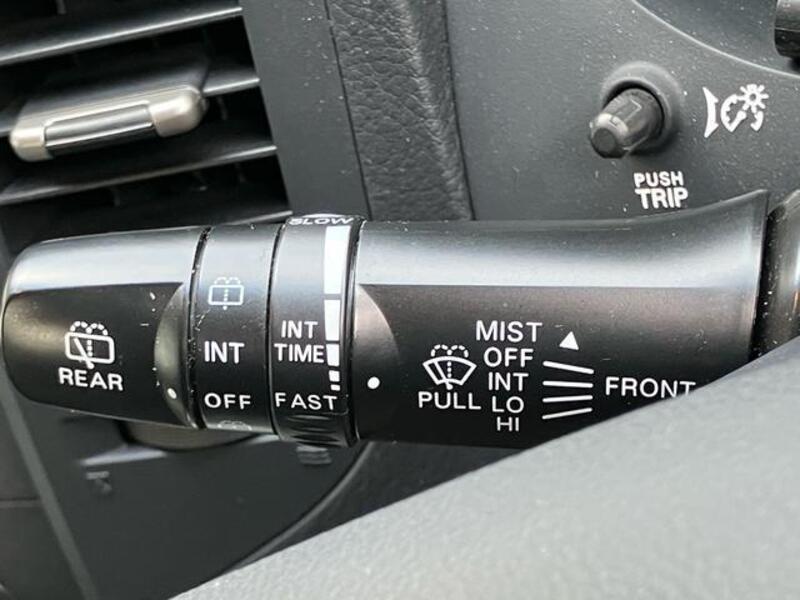 PUSH
TRIP
SLOW
INT
TIME
FAST
INT
OFF
REAR
MIST
OFF
INT
LO
HI
PULL
FRONT